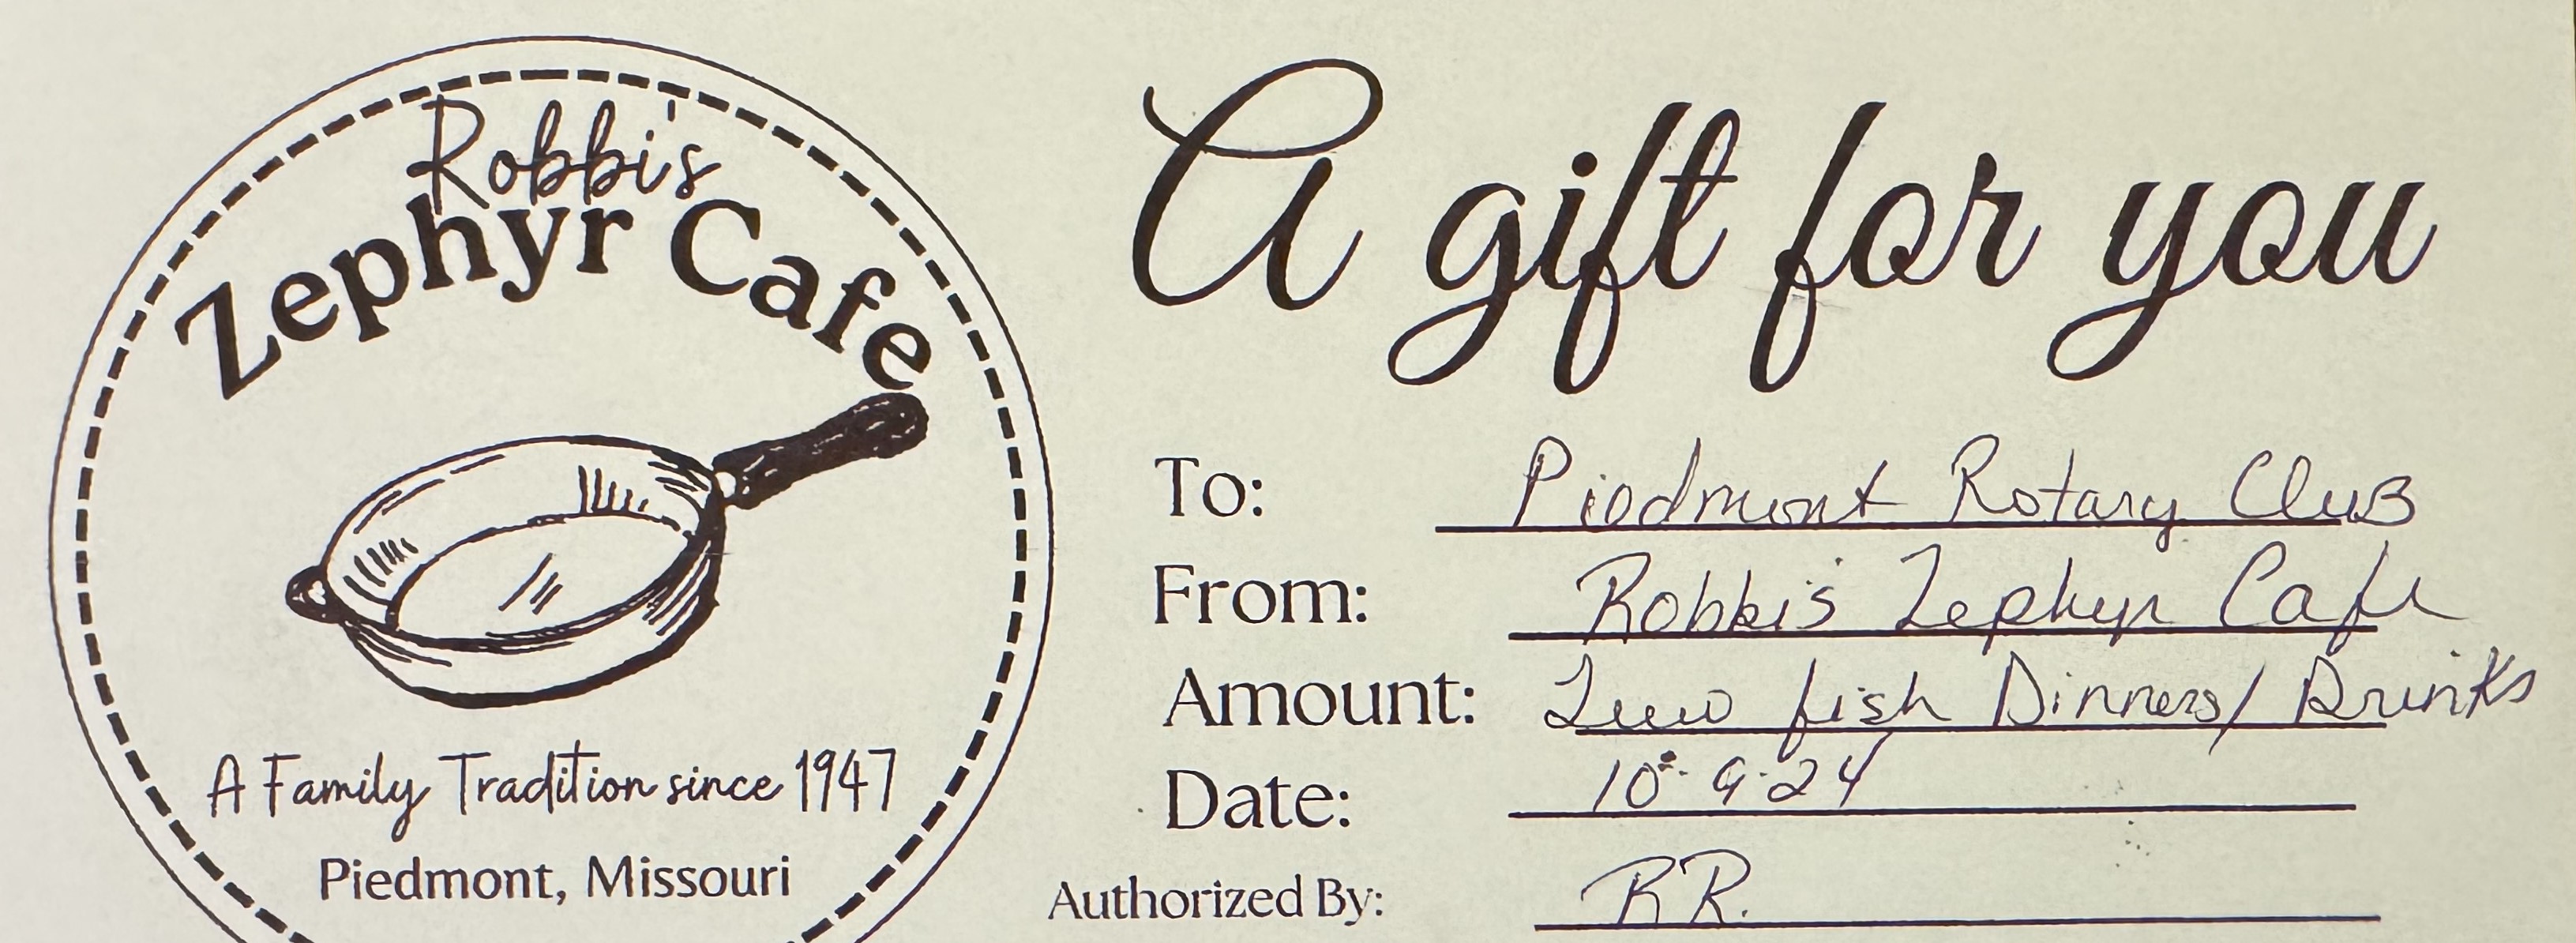 Robbi's
Zephyr Cafe
A Family Tradition since 1947
Piedmont, Missouri
A gift for you
To: Piedmont Rotary Club
From: Robbi's Zephyr Cafe
Amount: Two fish Dinners/Drinks
Date: 10-9-24
Authorized By: RR.